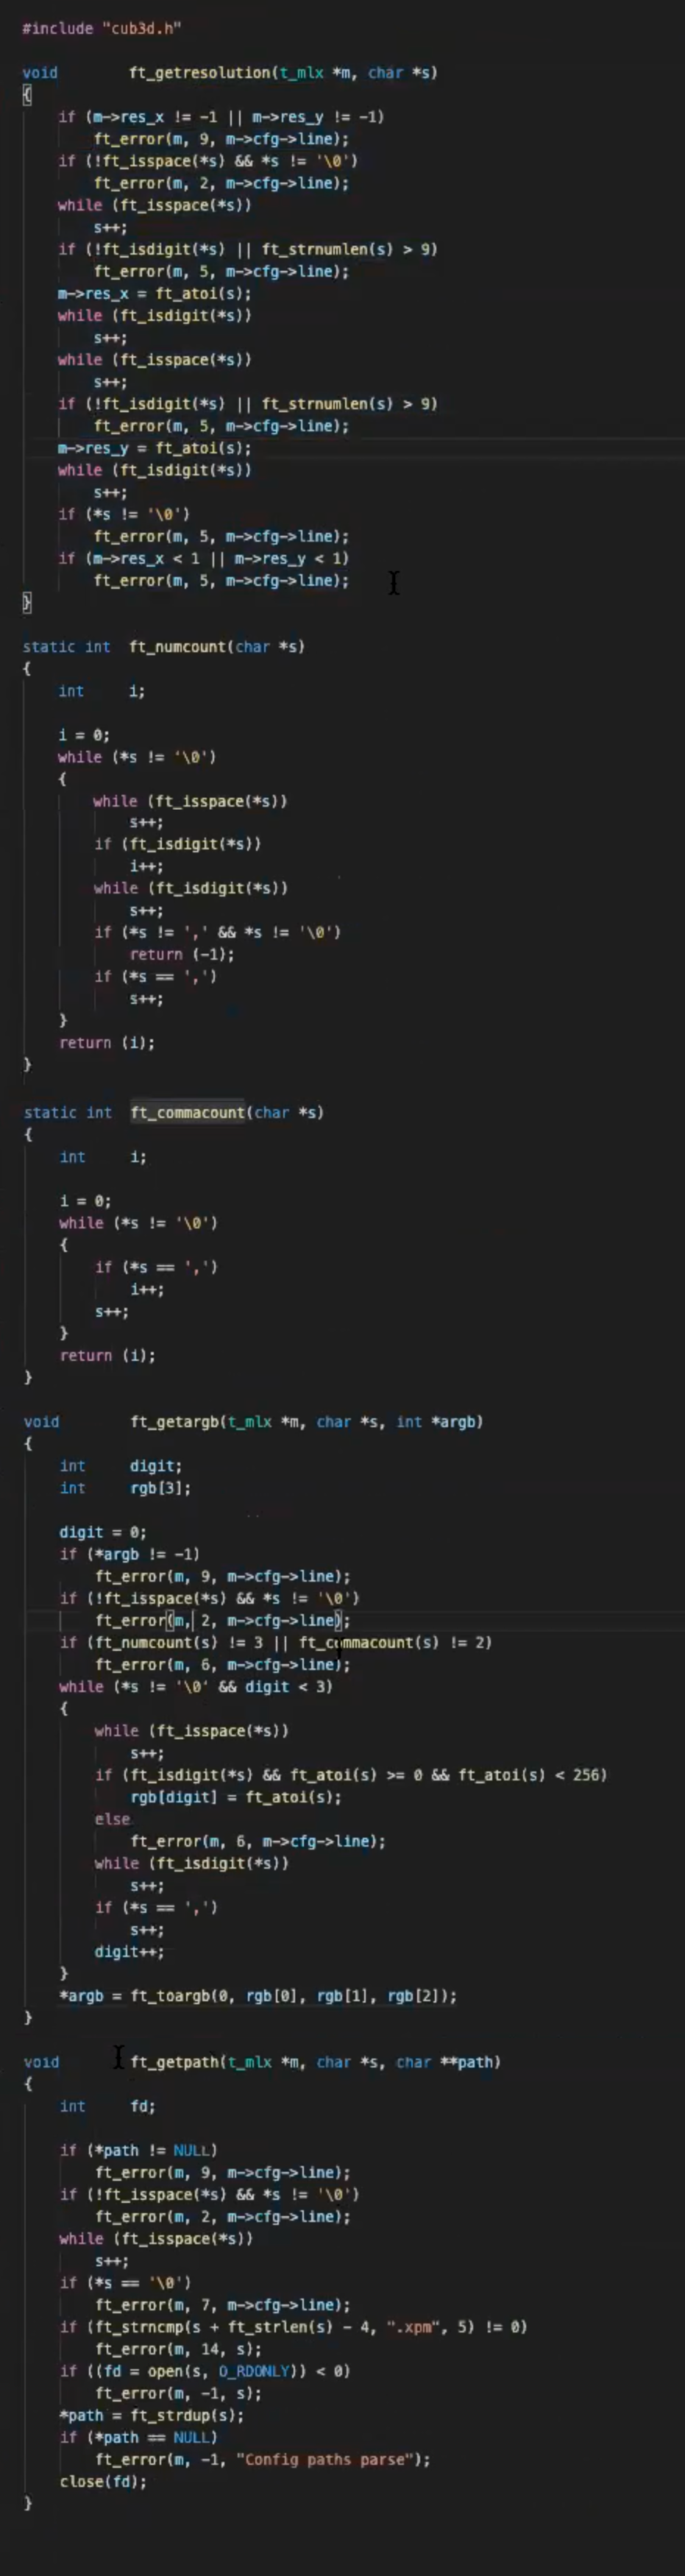 #include "cub3d.h"
void ft_getresolution(t_mlx *m, char *s)
{
if (m->res_x != -1 || m->res_y != -1)
ft_error(m, 9, m->cfg->line);
if (!ft_isspace(*s) && *s != '\0')
ft_error(m, 2, m->cfg->line);
while (ft_isspace(*s))
s++;
if (!ft_isdigit(*s) || ft_strnumlen(s) > 9)
ft_error(m, 5, m->cfg->line);
m->res_x = ft_atoi(s);
while (ft_isdigit(*s))
s++;
while (ft_isspace(*s))
s++;
if (!ft_isdigit(*s) || ft_strnumlen(s) > 9)
ft_error(m, 5, m->cfg->line);
m->res_y = ft_atoi(s);
while (ft_isdigit(*s))
s++;
if (*s != '\0')
ft_error(m, 5, m->cfg->line);
if (m->res_x < 1 || m->res_y < 1)
ft_error(m, 5, m->cfg->line);
}
static int ft_numcount(char *s)
{
int i;
i = 0;
while (*s != '\0')
{
while (ft_isspace(*s))
s++;
if (ft_isdigit(*s))
i++;
while (ft_isdigit(*s))
s++;
if (*s != ',' && *s != '\0')
return (-1);
if (*s == ',')
s++;
}
return (i);
}
static int ft_commacount(char *s)
{
int i;
i = 0;
while (*s != '\0')
{
if (*s == ',')
i++;
s++;
}
return (i);
}
void ft_getargb(t_mlx *m, char *s, int *argb)
{
int digit;
int rgb[3];
digit = 0;
if (*argb != -1)
ft_error(m, 9, m->cfg->line);
if (!ft_isspace(*s) && *s != '\0')
ft_error(m, 2, m->cfg->line);
if (ft_numcount(s) != 3 || ft_commacount(s) != 2)
ft_error(m, 6, m->cfg->line);
while (*s != '\0' && digit < 3)
{
while (ft_isspace(*s))
s++;
if (ft_isdigit(*s) && ft_atoi(s) >= 0 && ft_atoi(s) < 256)
rgb[digit] = ft_atoi(s);
else
ft_error(m, 6, m->cfg->line);
while (ft_isdigit(*s))
s++;
if (*s == ',')
s++;
digit++;
}
*argb = ft_toargb(0, rgb[0], rgb[1], rgb[2]);
}
void ft_getpath(t_mlx *m, char *s, char **path)
{
int fd;
if (*path != NULL)
ft_error(m, 9, m->cfg->line);
if (!ft_isspace(*s) && *s != '\0')
ft_error(m, 2, m->cfg->line);
while (ft_isspace(*s))
s++;
if (*s == '\0')
ft_error(m, 7, m->cfg->line);
if (ft_strncmp(s + ft_strlen(s) - 4, ".xpm", 5) != 0)
ft_error(m, 14, s);
if ((fd = open(s, O_RDONLY)) < 0)
ft_error(m, -1, s);
*path = ft_strdup(s);
if (*path == NULL)
ft_error(m, -1, "Config paths parse");
close(fd);
}